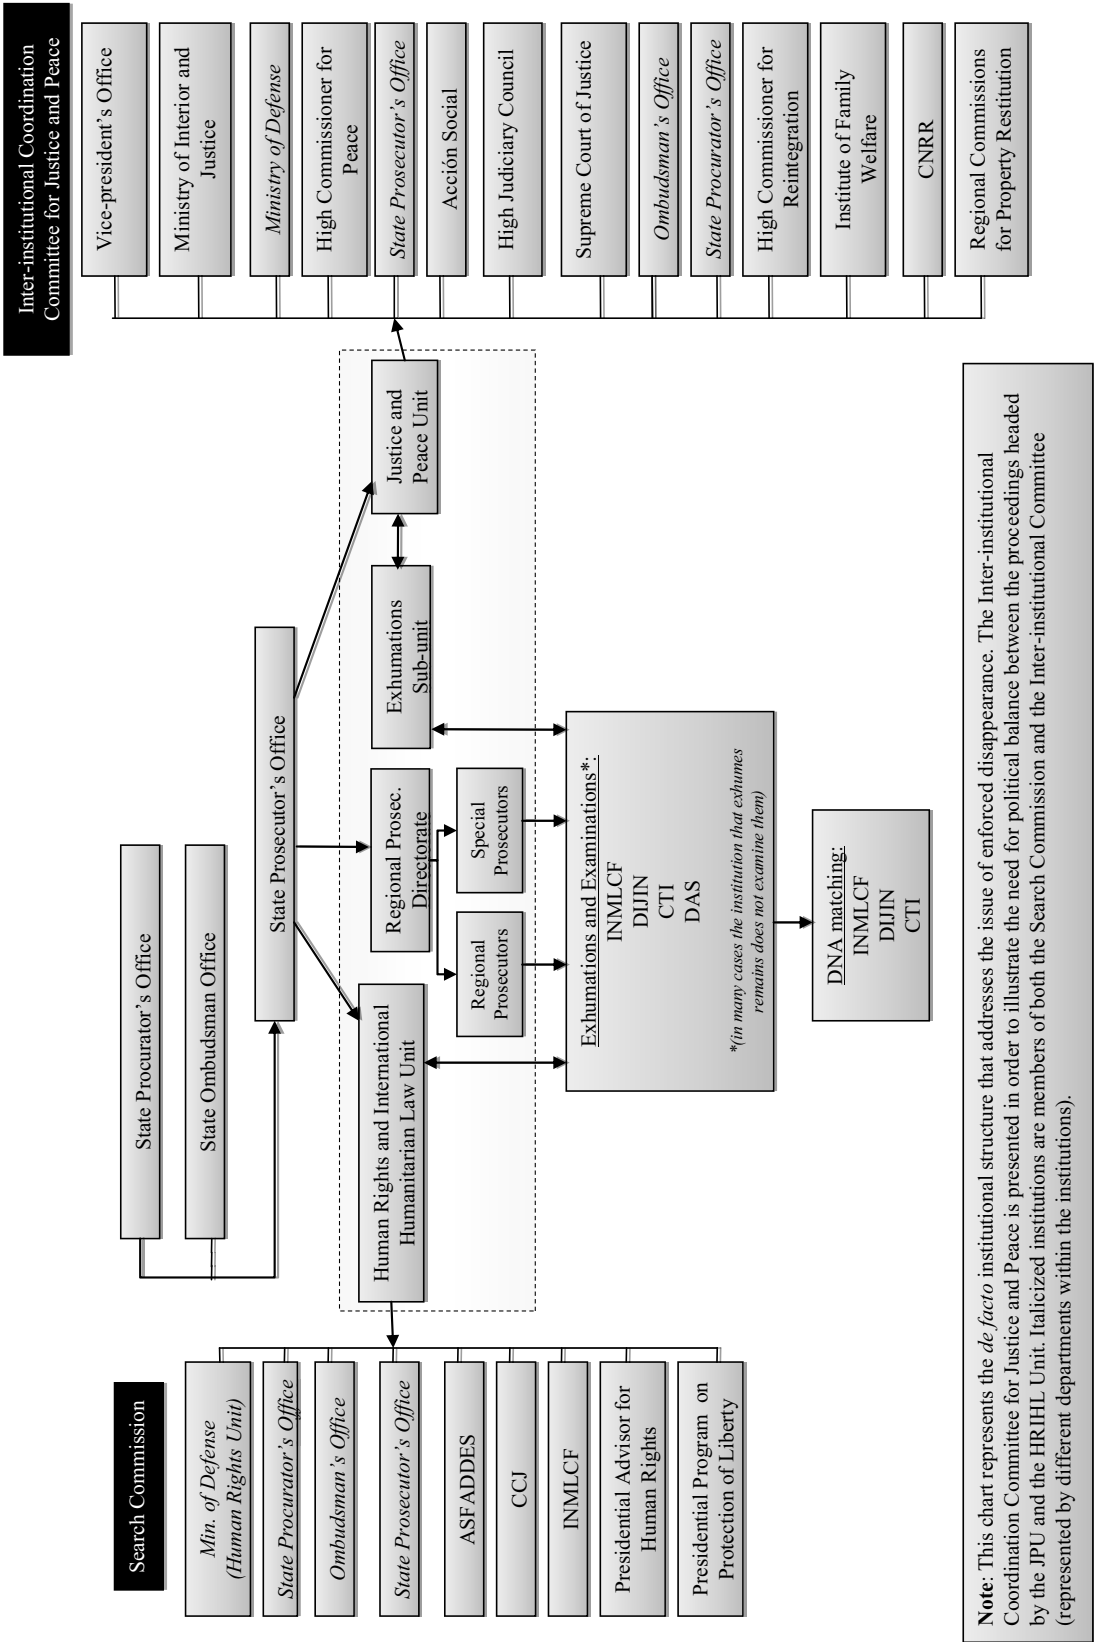 Search Commission
Min. of Defense
(Human Rights Unit)
State Procurator's Office
Ombudsman's Office
State Prosecutor's Office
ASFADDES
CCJ
INMLCF
Presidential Advisor for
Human Rights
Presidential Program on
Protection of Liberty
State Procurator's Office
State Ombudsman Office
State Prosecutor's Office
Human Rights and International
Humanitarian Law Unit
Regional Prosec.
Directorate
Regional
Prosecutors
Special
Prosecutors
Exhumations
Sub-unit
Justice and
Peace Unit
Exhumations and Examinations*:
INMLCF
DIJIN
CTI
DAS
*(in many cases the institution that exhumes
remains does not examine them)
DNA matching:
INMLCF
DIJIN
CTI
Inter-institutional Coordination
Committee for Justice and Peace
Vice-president's Office
Ministry of Interior and
Justice
Ministry of Defense
High Commissioner for
Peace
State Prosecutor's Office
Acción Social
High Judiciary Council
Supreme Court of Justice
Ombudsman's Office
State Procurator's Office
High Commissioner for
Reintegration
Institute of Family
Welfare
CNRR
Regional Commissions
for Property Restitution
Note: This chart represents the de facto institutional structure that addresses the issue of enforced disappearance. The Inter-institutional
Coordination Committee for Justice and Peace is presented in order to illustrate the need for political balance between the proceedings headed
by the JPU and the HRIHL Unit. Italicized institutions are members of both the Search Commission and the Inter-institutional Committee
(represented by different departments within the institutions).